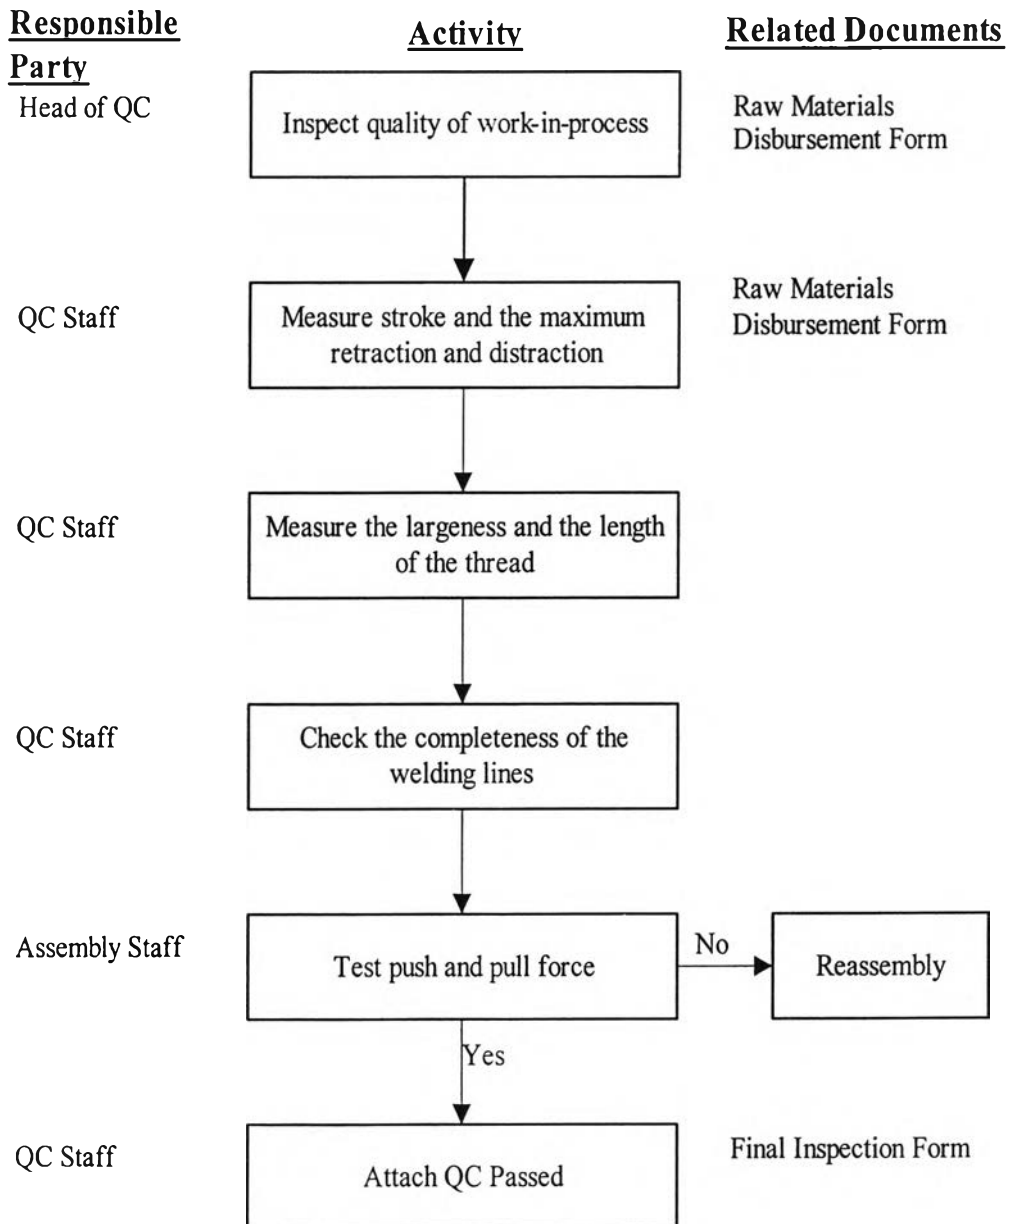 Responsible
Party
Activity
Related Documents
Head of QC
Inspect quality of work-in-process
Raw Materials
Disbursement Form
QC Staff
Measure stroke and the maximum
retraction and distraction
Raw Materials
Disbursement Form
QC Staff
Measure the largeness and the length
of the thread
QC Staff
Check the completeness of the
welding lines
Assembly Staff
Test push and pull force
No
Reassembly
Yes
QC Staff
Attach QC Passed
Final Inspection Form